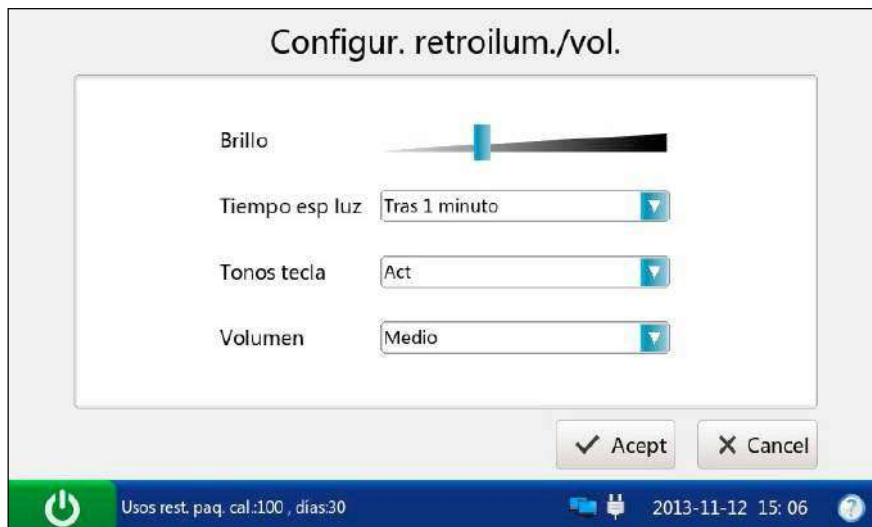 Configur. retroilum./vol.
Brillo
Tiempo esp luz Tras 1 minuto
Tonos tecla Act
Volumen Medio
Acept Cancel
Usos rest. paq. cal.:100 , días:30 2013-11-12 15: 06 ?